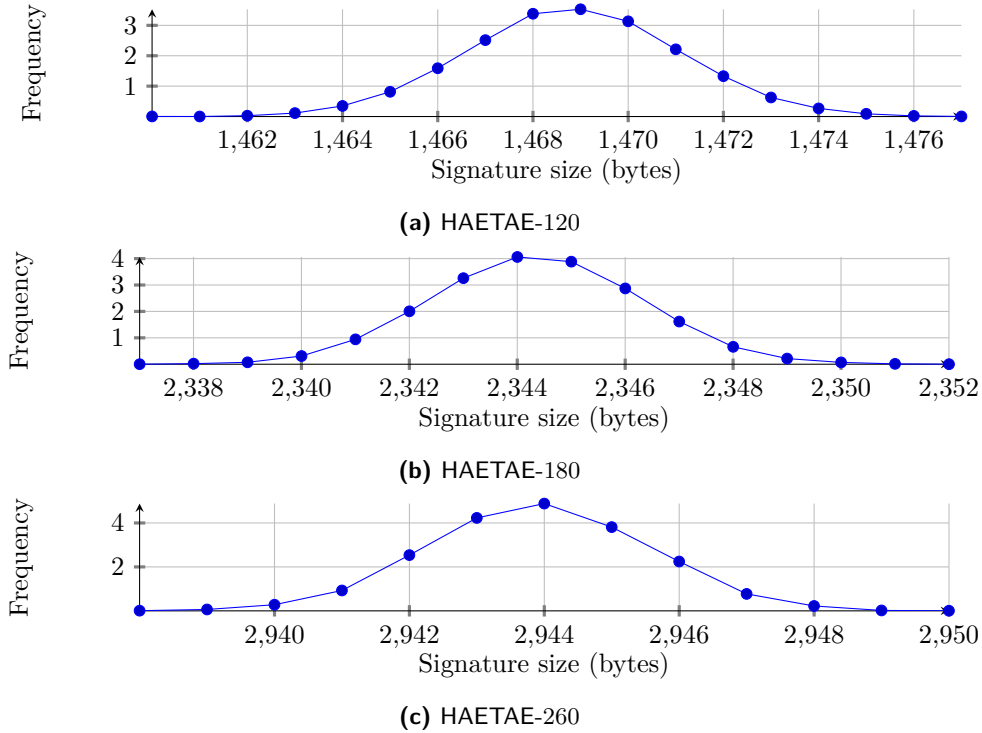 Frequency
3
2
1
1,462 1,464 1,466 1,468 1,470 1,472 1,474 1,476
Signature size (bytes)
(a) HAETAE-120
Frequency
4
3
2
1
2,338 2,340 2,342 2,344 2,346 2,348 2,350 2,352
Signature size (bytes)
(b) HAETAE-180
Frequency
4
2
2,940 2,942 2,944 2,946 2,948 2,950
Signature size (bytes)
(c) HAETAE-260